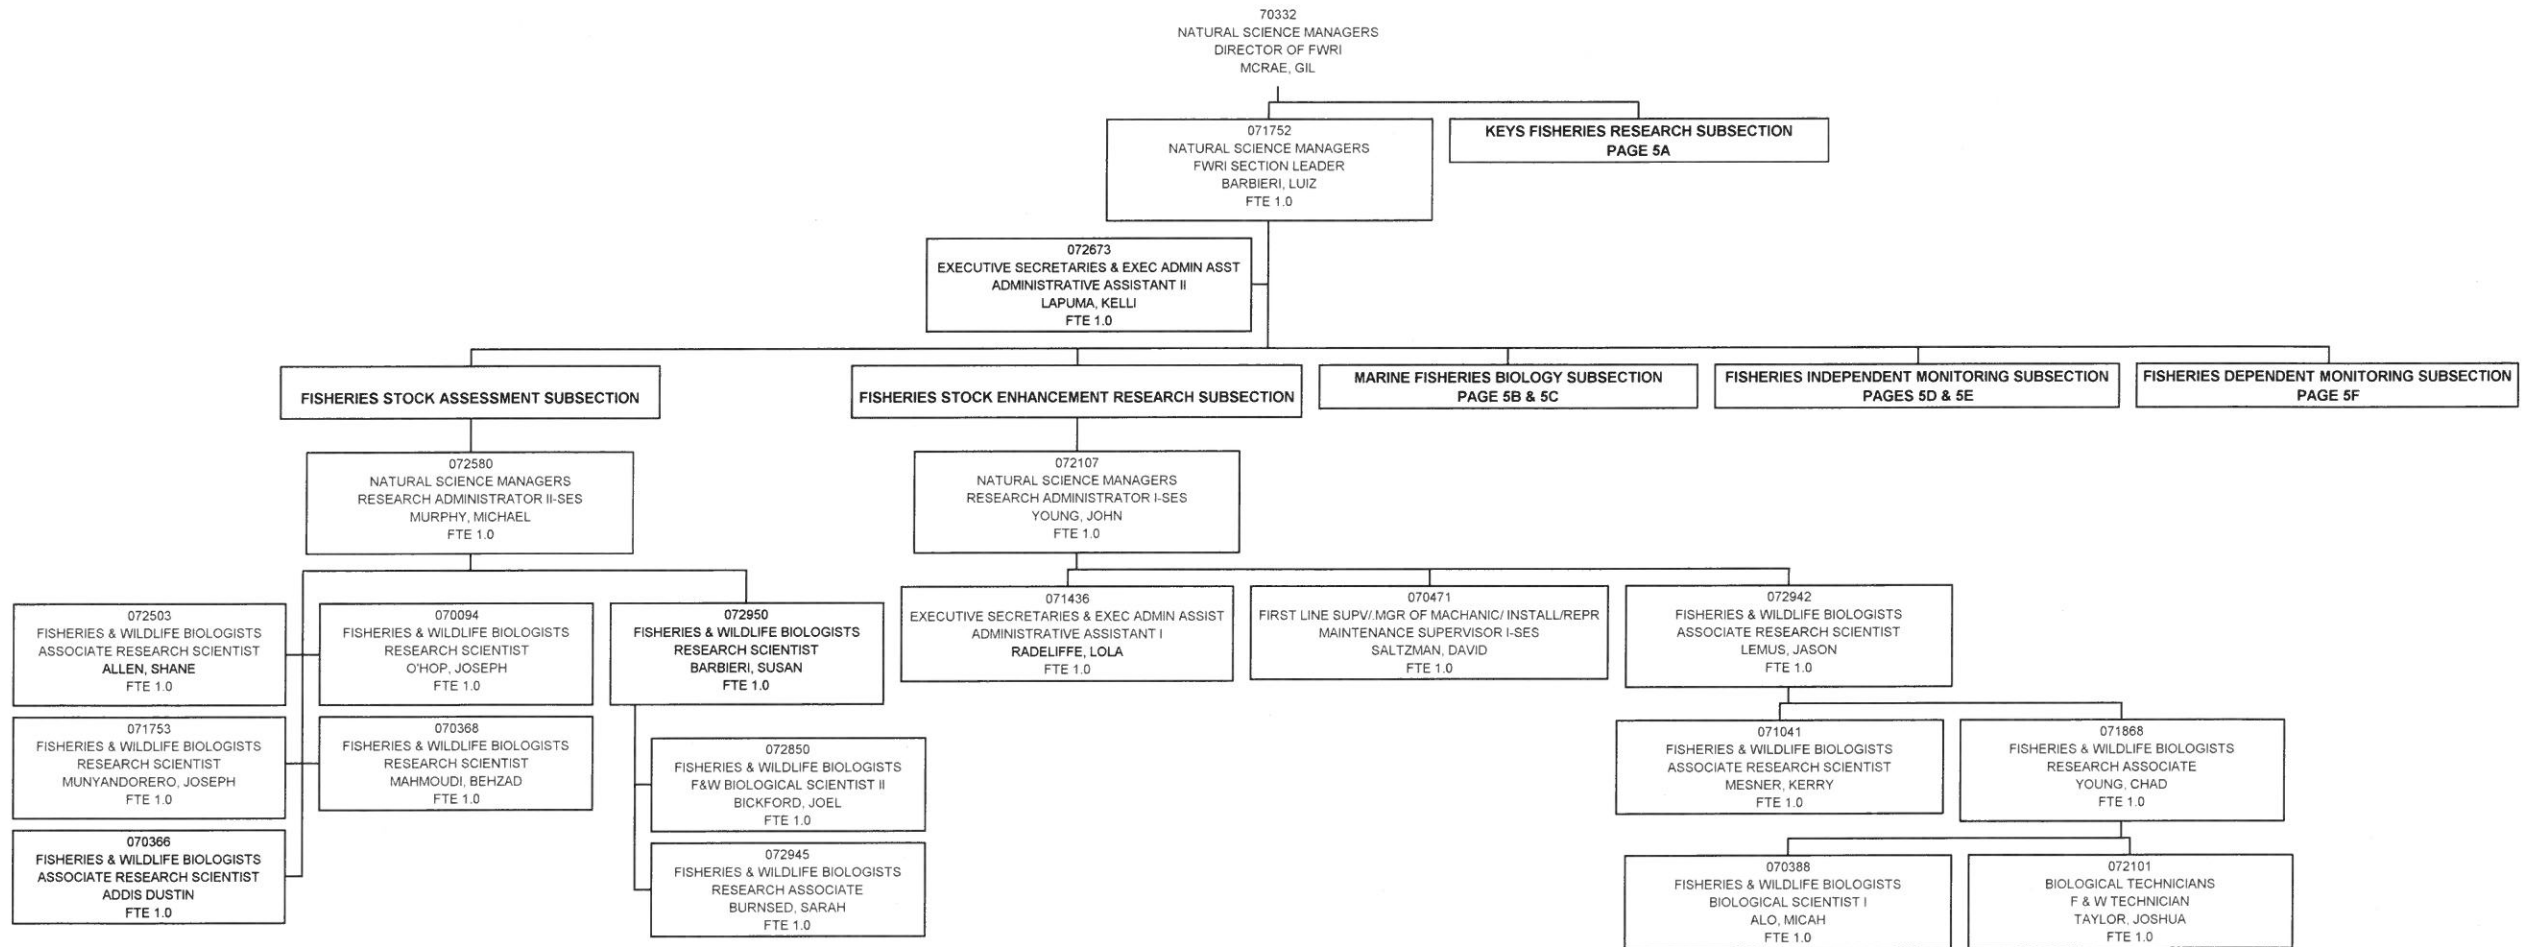 70332
NATURAL SCIENCE MANAGERS
DIRECTOR OF FWRI
MCRAE, GIL
071752
NATURAL SCIENCE MANAGERS
FWRI SECTION LEADER
BARBIERI, LUIZ
FTE 1.0
KEYS FISHERIES RESEARCH SUBSECTION
PAGE 5A
072673
EXECUTIVE SECRETARIES & EXEC ADMIN ASST
ADMINISTRATIVE ASSISTANT II
LAPUMA, KELLI
FTE 1.0
FISHERIES STOCK ASSESSMENT SUBSECTION
FISHERIES STOCK ENHANCEMENT RESEARCH SUBSECTION
MARINE FISHERIES BIOLOGY SUBSECTION
PAGE 5B & 5C
FISHERIES INDEPENDENT MONITORING SUBSECTION
PAGES 5D & 5E
FISHERIES DEPENDENT MONITORING SUBSECTION
PAGE 5F
072580
NATURAL SCIENCE MANAGERS
RESEARCH ADMINISTRATOR II-SES
MURPHY, MICHAEL
FTE 1.0
072107
NATURAL SCIENCE MANAGERS
RESEARCH ADMINISTRATOR I-SES
YOUNG, JOHN
FTE 1.0
072503
FISHERIES & WILDLIFE BIOLOGISTS
ASSOCIATE RESEARCH SCIENTIST
ALLEN, SHANE
FTE 1.0
070094
FISHERIES & WILDLIFE BIOLOGISTS
RESEARCH SCIENTIST
O'HOP, JOSEPH
FTE 1.0
072950
FISHERIES & WILDLIFE BIOLOGISTS
RESEARCH SCIENTIST
BARBIERI, SUSAN
FTE 1.0
071436
EXECUTIVE SECRETARIES & EXEC ADMIN ASSIST
ADMINISTRATIVE ASSISTANT I
RADELIFFE, LOLA
FTE 1.0
070471
FIRST LINE SUPV/.MGR OF MACHANIC/ INSTALL/REPR
MAINTENANCE SUPERVISOR I-SES
SALTZMAN, DAVID
FTE 1.0
072942
FISHERIES & WILDLIFE BIOLOGISTS
ASSOCIATE RESEARCH SCIENTIST
LEMUS, JASON
FTE 1.0
071753
FISHERIES & WILDLIFE BIOLOGISTS
RESEARCH SCIENTIST
MUNYANDORERO, JOSEPH
FTE 1.0
070368
FISHERIES & WILDLIFE BIOLOGISTS
RESEARCH SCIENTIST
MAHMOUDI, BEHZAD
FTE 1.0
072850
FISHERIES & WILDLIFE BIOLOGISTS
F&W BIOLOGICAL SCIENTIST II
BICKFORD, JOEL
FTE 1.0
071041
FISHERIES & WILDLIFE BIOLOGISTS
ASSOCIATE RESEARCH SCIENTIST
MESNER, KERRY
FTE 1.0
071868
FISHERIES & WILDLIFE BIOLOGISTS
RESEARCH ASSOCIATE
YOUNG, CHAD
FTE 1.0
070366
FISHERIES & WILDLIFE BIOLOGISTS
ASSOCIATE RESEARCH SCIENTIST
ADDIS DUSTIN
FTE 1.0
072945
FISHERIES & WILDLIFE BIOLOGISTS
RESEARCH ASSOCIATE
BURNSED, SARAH
FTE 1.0
070388
FISHERIES & WILDLIFE BIOLOGISTS
BIOLOGICAL SCIENTIST I
ALO, MICAH
FTE 1.0
072101
BIOLOGICAL TECHNICIANS
F & W TECHNICIAN
TAYLOR, JOSHUA
FTE 1.0